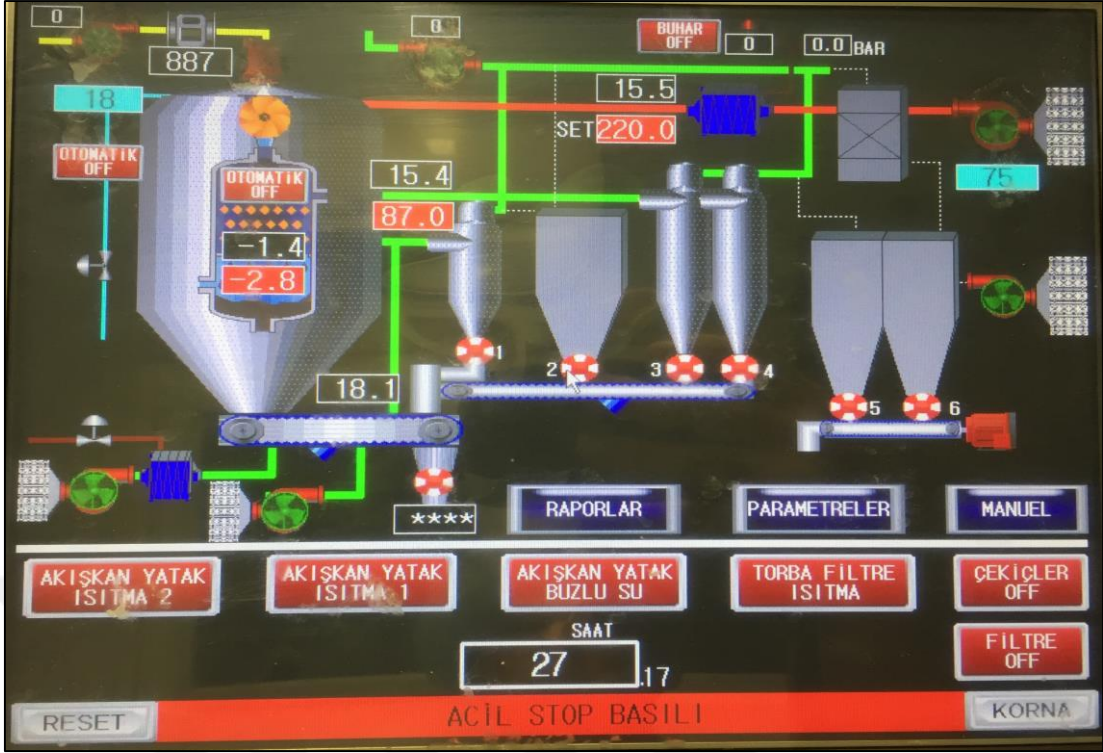 0
887
0
BUHAR
OFF
0
0.0 BAR
18
15.5
SET 220.0
OTOMATİK
OFF
OTOMATİK
OFF
15.4
87.0
75
-1.4
-2.8
1
2
3
4
18.1
5
6
****
RAPORLAR
PARAMETRELER
MANUEL
AKIŞKAN YATAK
ISITMA 2
AKIŞKAN YATAK
ISITMA 1
AKIŞKAN YATAK
BUZLU SU
TORBA FİLTRE
ISITMA
ÇEKİÇLER
OFF
SAAT
27 .17
FİLTRE
OFF
RESET
ACİL STOP BASILI
KORNA